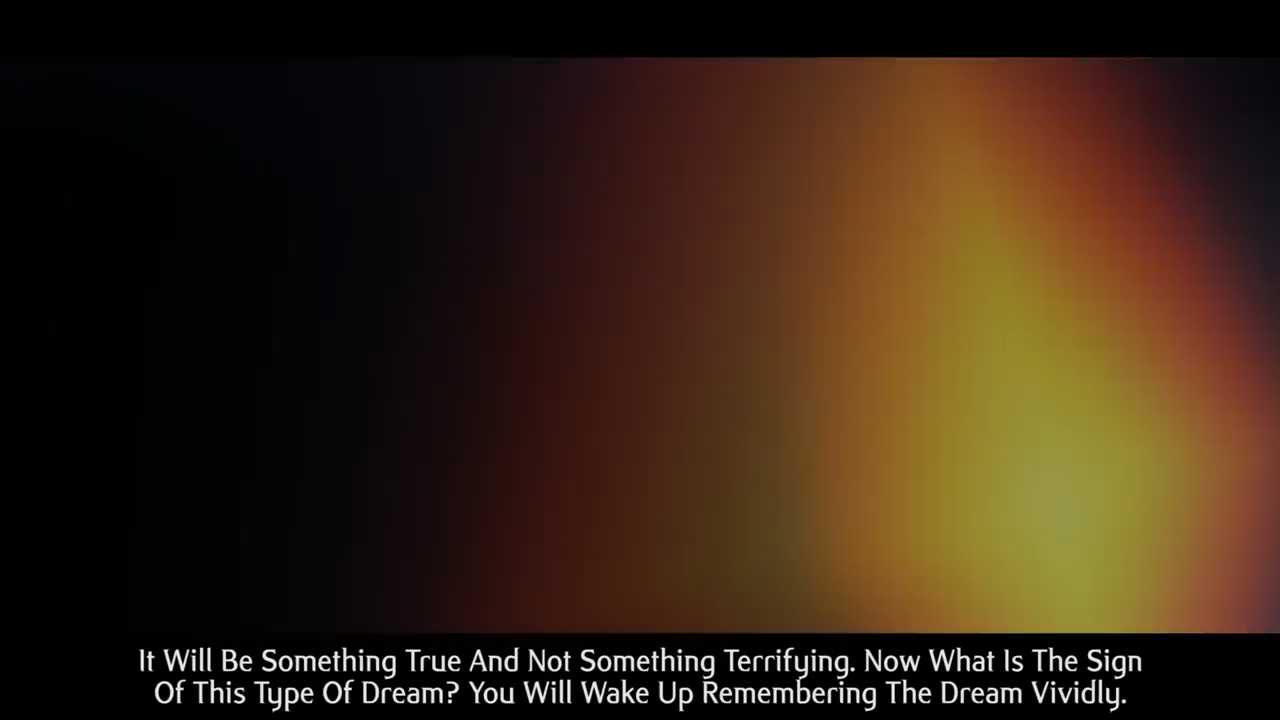 It Will Be Something True And Not Something Terrifying. Now What Is The Sign
Of This Type Of Dream? You Will Wake Up Remembering The Dream Vividly.